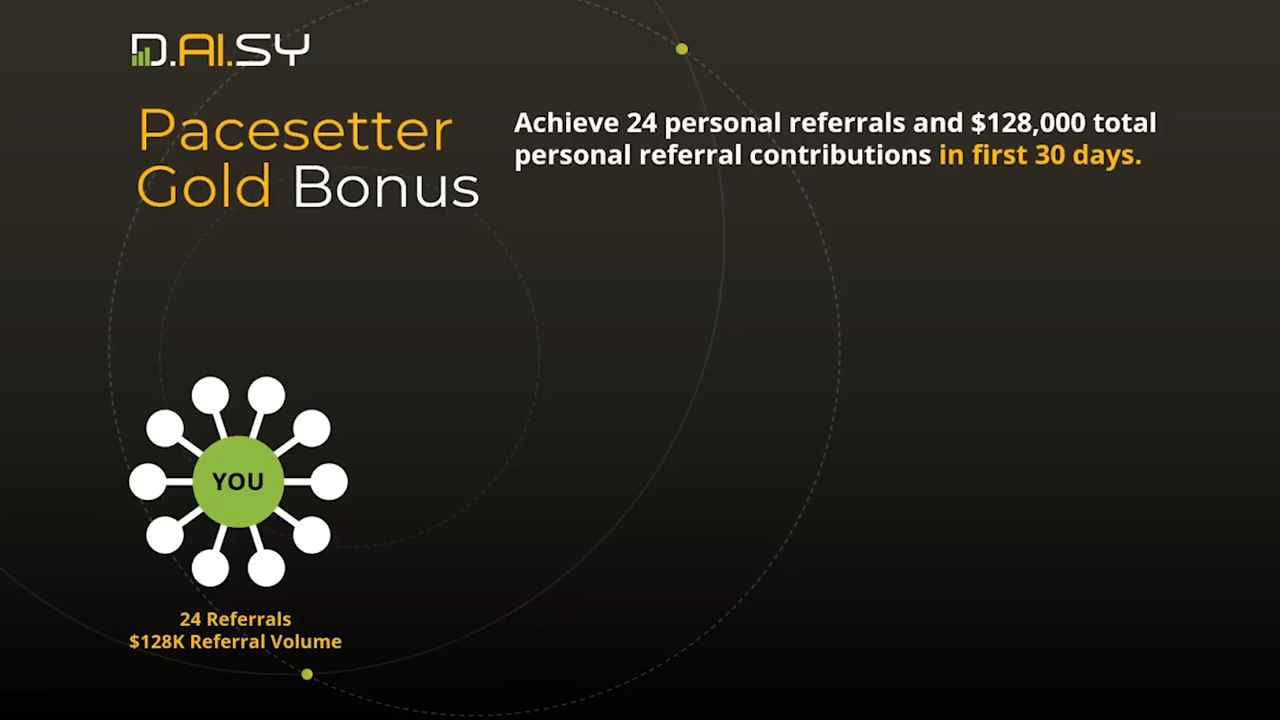 D.AI.SY
Pacesetter
Gold Bonus
Achieve 24 personal referrals and $128,000 total
personal referral contributions in first 30 days.
YOU
24 Referrals
$128K Referral Volume